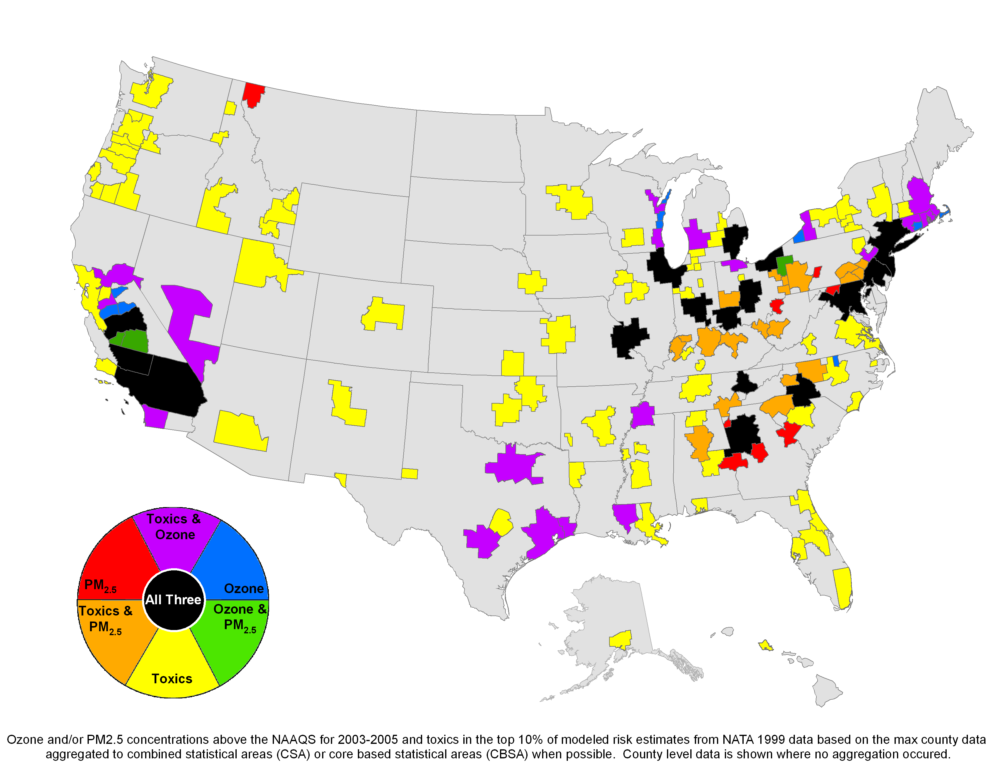 Toxics &
Ozone
PM2.5
Ozone
All Three
Toxics &
PM2.5
Ozone &
PM2.5
Toxics
Ozone and/or PM2.5 concentrations above the NAAQS for 2003-2005 and toxics in the top 10% of modeled risk estimates from NATA 1999 data based on the max county data
aggregated to combined statistical areas (CSA) or core based statistical areas (CBSA) when possible.  County level data is shown where no aggregation occured.